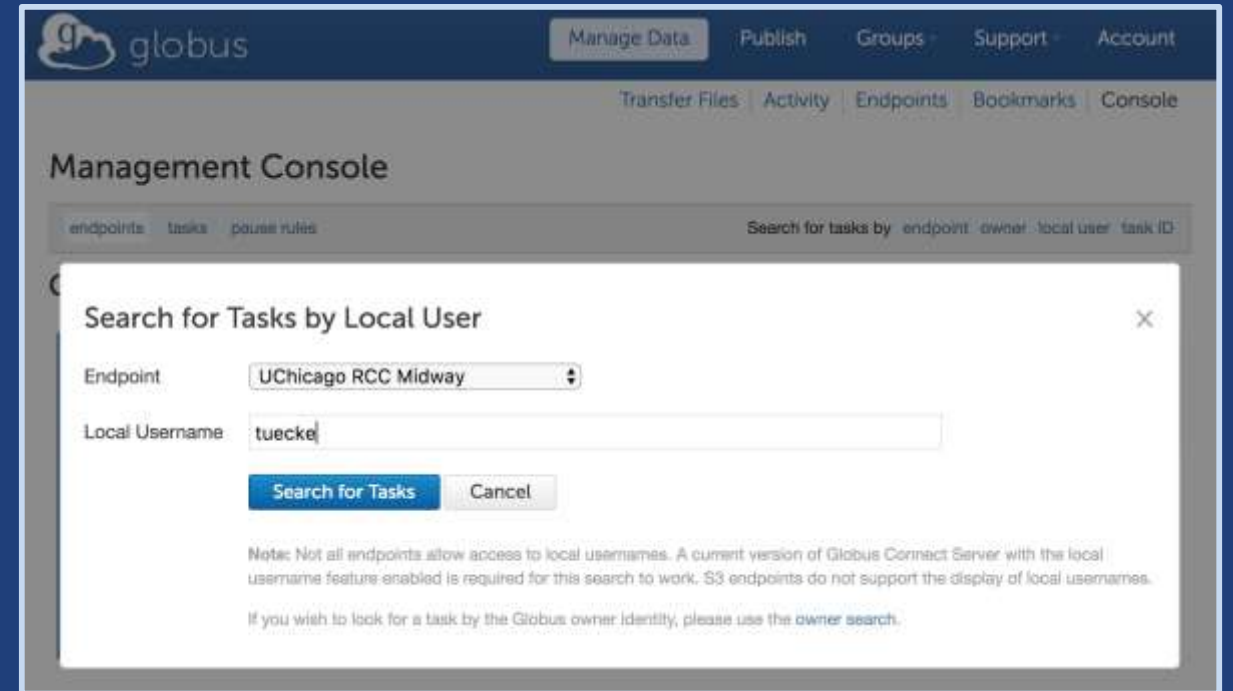 globus
Manage Data Publish Groups Support Account
Transfer Files Activity Endpoints Bookmarks Console
Management Console
endpoints tasks pause rules Search for tasks by endpoint owner local user task ID
Search for Tasks by Local User
Endpoint UChicago RCC Midway
Local Username tuecke
Search for Tasks Cancel
Note: Not all endpoints allow access to local usernames. A current version of Globus Connect Server with the local
username feature enabled is required for this search to work. S3 endpoints do not support the display of local usernames.
If you wish to look for a task by the Globus owner identity, please use the owner search.